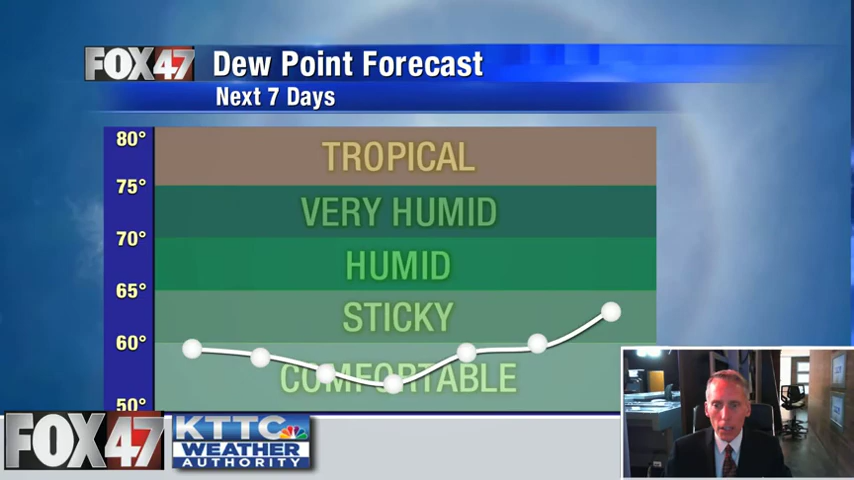 FOX47
Dew Point Forecast
Next 7 Days
80°
TROPICAL
75°
VERY HUMID
70°
HUMID
65°
STICKY
60°
COMFORTABLE
50°
FOX47
KTTC
WEATHER
AUTHORITY